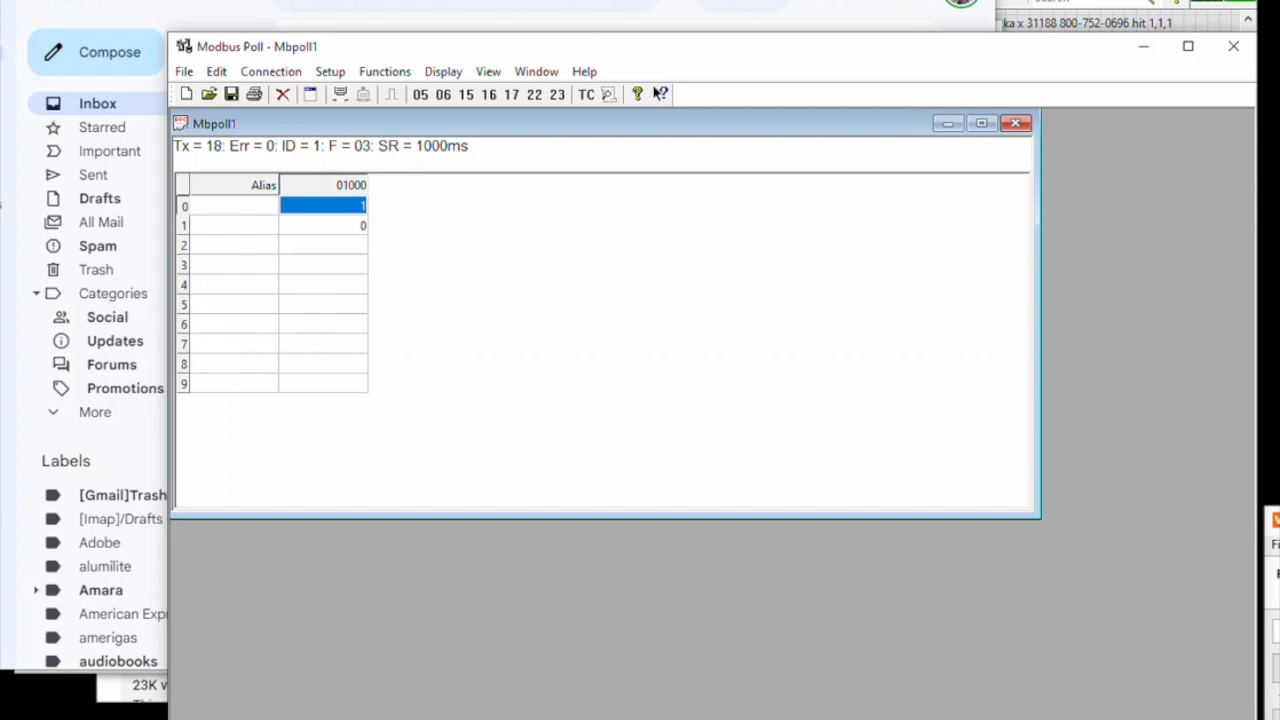 Search
ka x 31188 800-752-0696 hit 1,1,1
Compose
Inbox
Starred
Important
Sent
Drafts
All Mail
Spam
Trash
Categories
Social
Updates
Forums
Promotions
More
Labels
[Gmail]Trash
[Imap]/Drafts
Adobe
alumilite
Amara
American Exp
amerigas
audiobooks
23K
Modbus Poll - Mbpoll1
File Edit Connection Setup Functions Display View Window Help
05 06 15 16 17 22 23 TC
Mbpoll1
Tx = 18: Err = 0: ID = 1: F = 03: SR = 1000ms
Alias 01000
0 1
1 0
2
3
4
5
6
7
8
9